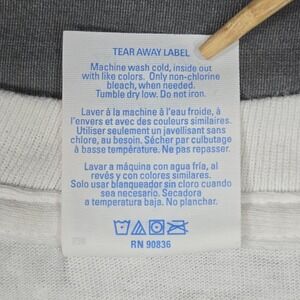 TEAR AWAY LABEL
Machine wash cold, inside out
with like colors. Only non-chlorine
bleach, when needed.
Tumble dry low. Do not iron.
Laver à la machine à l'eau froide, à
l'envers et avec des couleurs similaires.
Utiliser seulement un javellisant sans
chlore, au besoin. Sécher par culbutage
à basse température. Ne pas repasser.
Lavar a máquina con agua fría, al
revés y con colores similares.
Solo usar blanqueador sin cloro cuando
sea necesario. Secadora
a temperatura baja. No planchar.
RN 90836